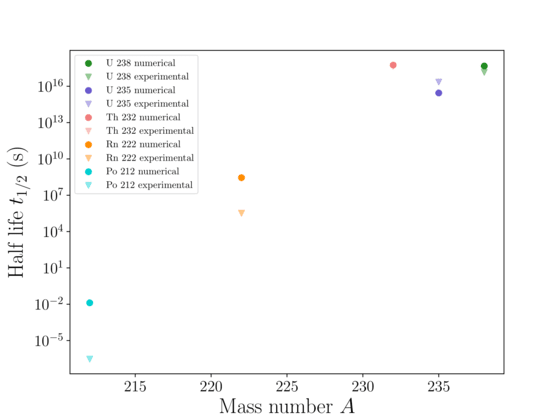 U 238 numerical
U 238 experimental
U 235 numerical
U 235 experimental
Th 232 numerical
Th 232 experimental
Rn 222 numerical
Rn 222 experimental
Po 212 numerical
Po 212 experimental
10^16
10^13
10^10
10^7
10^4
10^1
10^−2
10^−5
Half life t_1/2 (s)
215 220 225 230 235
Mass number A